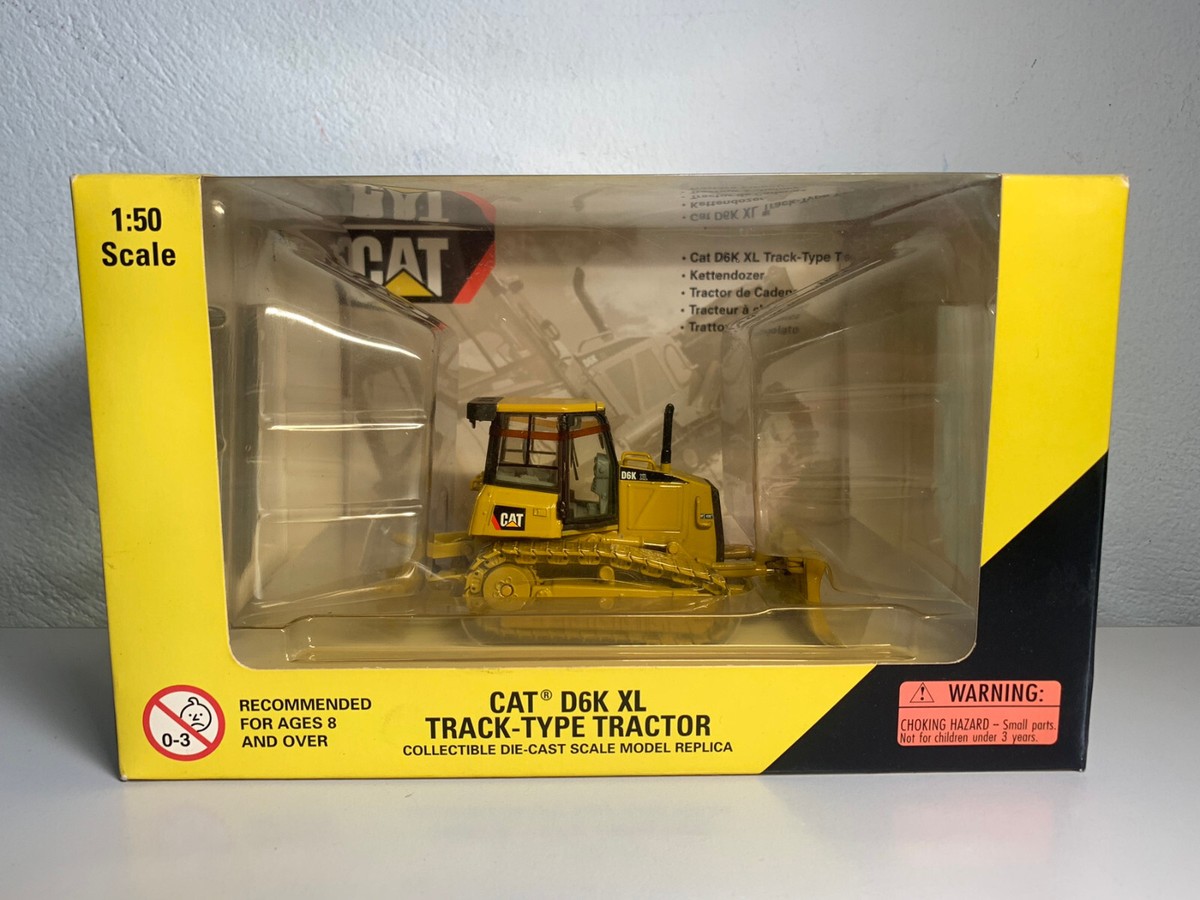 1:50
Scale
CAT
• Cat D6K XL Track-Type
• Kettendozer
• Tractor de
• Tracteur à
D6K
CAT
0-3
RECOMMENDED
FOR AGES 8
AND OVER
CAT® D6K XL
TRACK-TYPE TRACTOR
COLLECTIBLE DIE-CAST SCALE MODEL REPLICA
WARNING:
CHOKING HAZARD – Small parts.
Not for children under 3 years.